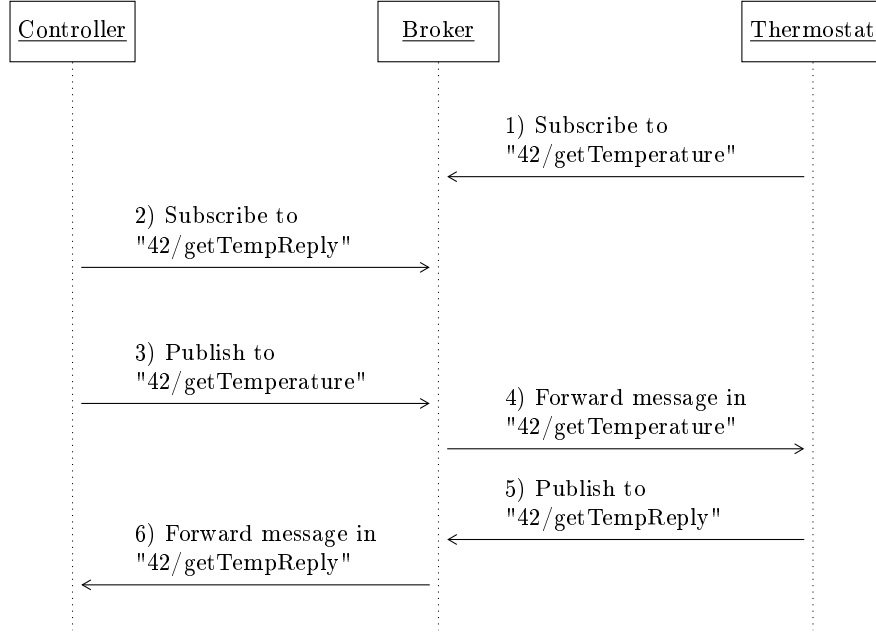 Controller
Broker
Thermostat
1) Subscribe to
"42/getTemperature"
2) Subscribe to
"42/getTempReply"
3) Publish to
"42/getTemperature"
4) Forward message in
"42/getTemperature"
5) Publish to
"42/getTempReply"
6) Forward message in
"42/getTempReply"